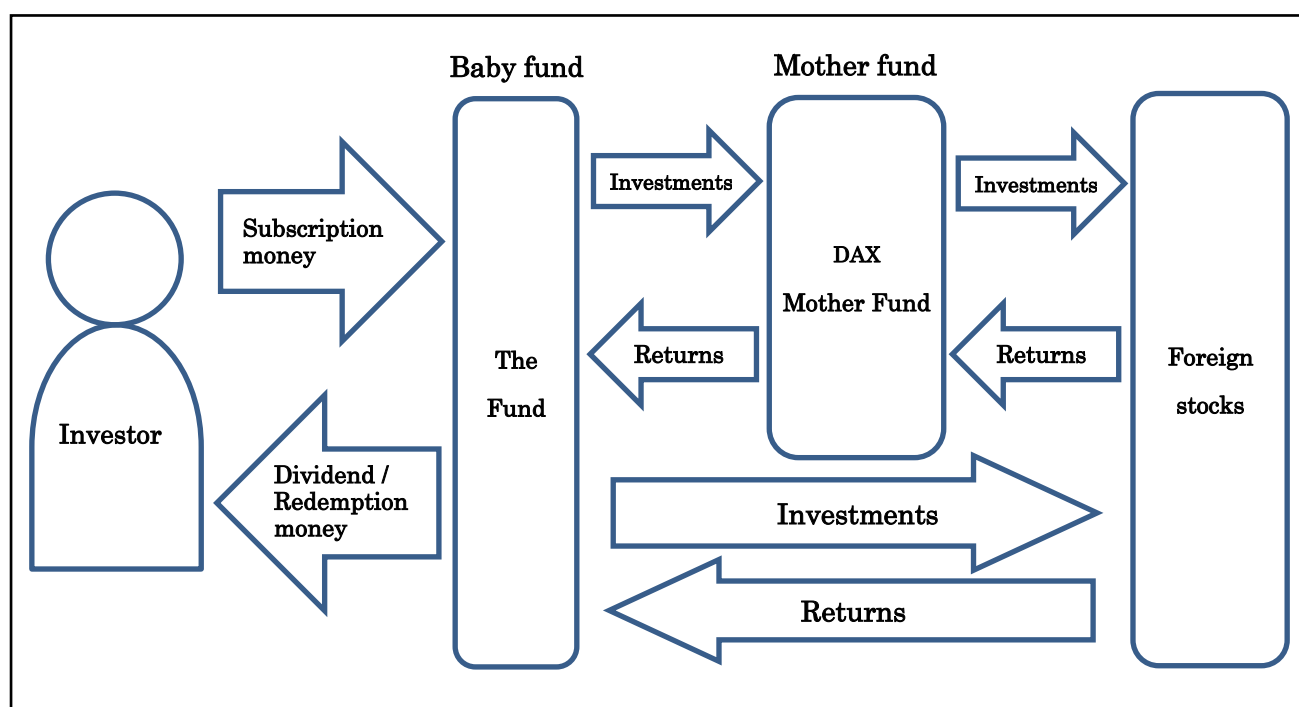 Baby fund
Mother fund
Investments
Investments
Subscription
money
DAX
Mother Fund
Returns
Returns
The
Fund
Foreign
stocks
Investor
Dividend /
Redemption
money
Investments
Returns